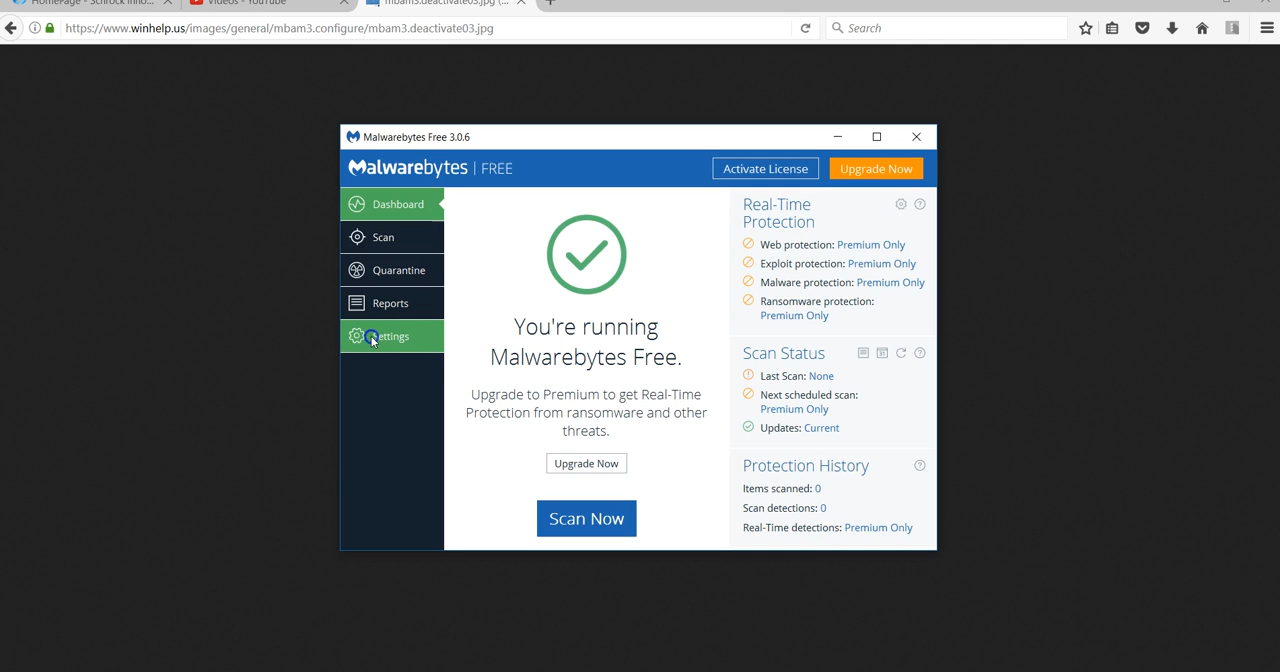 HomePage - Schrock Inno...
Videos - YouTube
mbam3.deactivate03.jpg (...
https://www.winhelp.us/images/general/mbam3.configure/mbam3.deactivate03.jpg
Search
Malwarebytes Free 3.0.6
Malwarebytes | FREE
Activate License
Upgrade Now
Dashboard
Scan
Quarantine
Reports
Settings
You're running
Malwarebytes Free.
Upgrade to Premium to get Real-Time
Protection from ransomware and other
threats.
Upgrade Now
Scan Now
Real-Time
Protection
Web protection: Premium Only
Exploit protection: Premium Only
Malware protection: Premium Only
Ransomware protection:
Premium Only
Scan Status
Last Scan: None
Next scheduled scan:
Premium Only
Updates: Current
Protection History
Items scanned: 0
Scan detections: 0
Real-Time detections: Premium Only